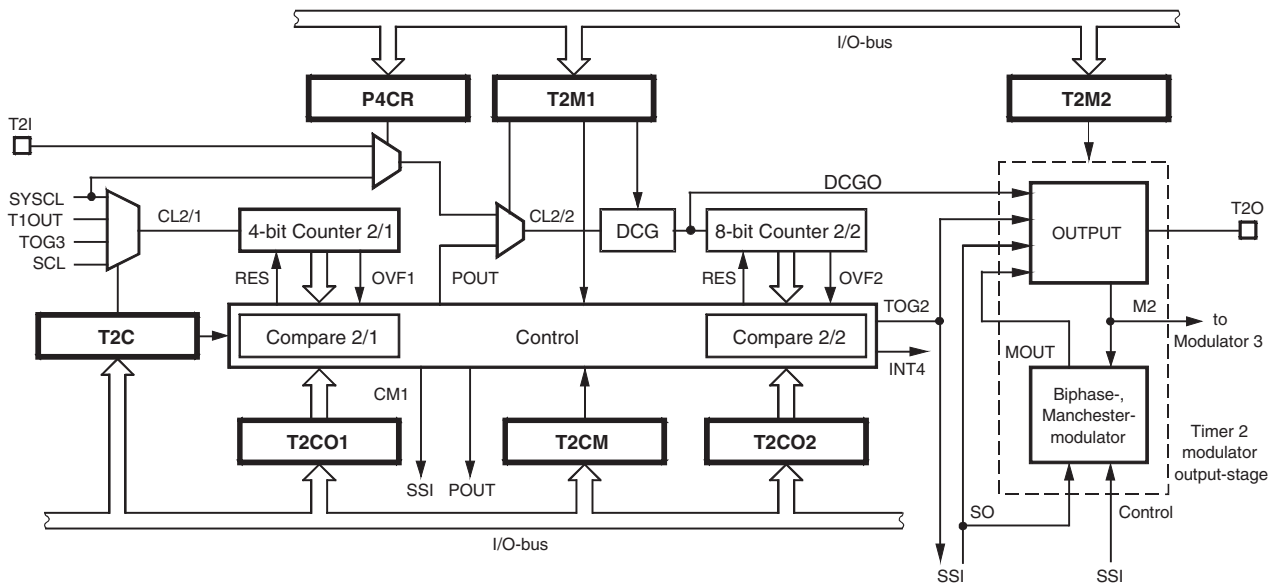 I/O-bus
P4CR
T2M1
T2M2
T2I
SYSCL
T1OUT
TOG3
SCL
CL2/1
4-bit Counter 2/1
CL2/2
DCG
8-bit Counter 2/2
DCGO
OUTPUT
T2O
RES
OVF1
POUT
RES
OVF2
TOG2
M2
to
Modulator 3
T2C
Compare 2/1
Control
Compare 2/2
INT4
MOUT
CM1
Biphase-,
Manchester-
modulator
T2CO1
T2CM
T2CO2
Timer 2
modulator
output-stage
SSI
POUT
SO
Control
I/O-bus
SSI
SSI